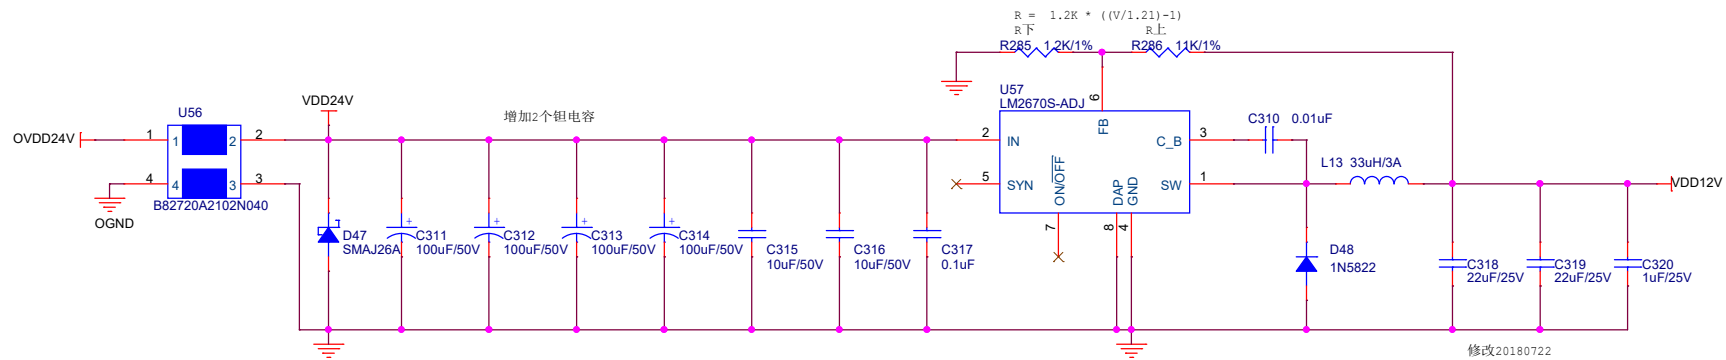 R = 1.2K * ((V/1.21)-1)
R下
R上
R285 1.2K/1%
R286 11K/1%
U57
LM2670S-ADJ
U56
VDD24V
增加2个钽电容
OVDD24V
1
1
2
2
4
4
3
3
B82720A2102N040
OGND
6
FB
2
IN
C_B
3
C310 0.01uF
5
SYN
ON/OFF
DAP
GND
SW
1
L13 33uH/3A
VDD12V
7
8
4
D47
SMAJ26A
+
C311
100uF/50V
+
C312
100uF/50V
+
C313
100uF/50V
+
C314
100uF/50V
C315
10uF/50V
C316
10uF/50V
C317
0.1uF
D48
1N5822
C318
22uF/25V
C319
22uF/25V
C320
1uF/25V
修改20180722